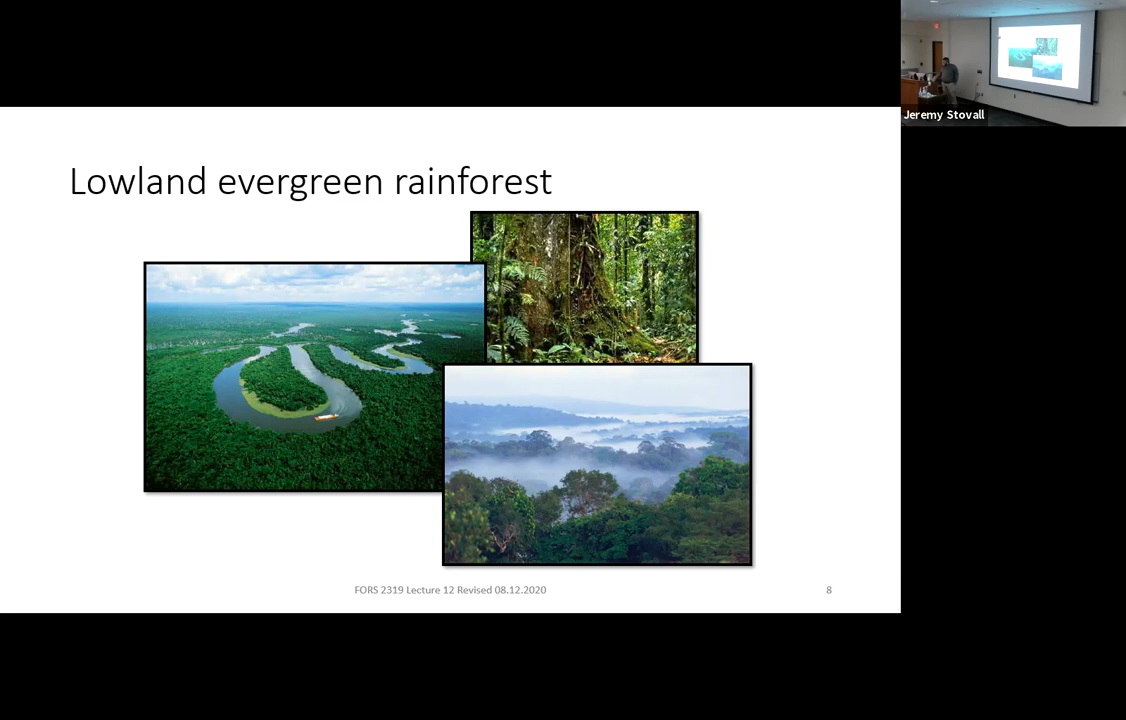 Jeremy Stovall
Lowland evergreen rainforest
FORS 2319 Lecture 12 Revised 08.12.2020
8